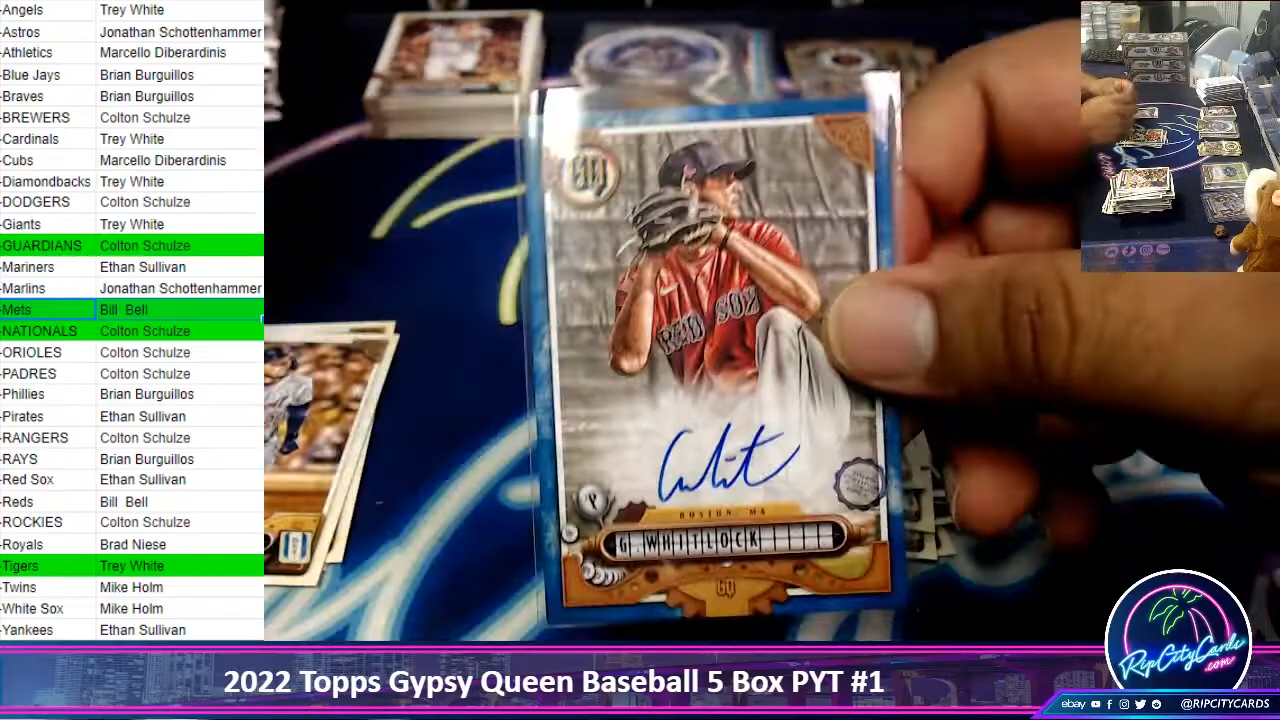 -Angels Trey White
-Astros Jonathan Schottenhammer
-Athletics Marcello Diberardinis
-Blue Jays Brian Burguillos
-Braves Brian Burguillos
-BREWERS Colton Schulze
-Cardinals Trey White
-Cubs Marcello Diberardinis
-Diamondbacks Trey White
-DODGERS Colton Schulze
-Giants Trey White
-GUARDIANS Colton Schulze
-Mariners Ethan Sullivan
-Marlins Jonathan Schottenhammer
-Mets Bill Bell
-NATIONALS Colton Schulze
-ORIOLES Colton Schulze
-PADRES Colton Schulze
-Phillies Brian Burguillos
-Pirates Ethan Sullivan
-RANGERS Colton Schulze
-RAYS Brian Burguillos
-Red Sox Ethan Sullivan
-Reds Bill Bell
-ROCKIES Colton Schulze
-Royals Brad Niese
-Tigers Trey White
-Twins Mike Holm
-White Sox Mike Holm
-Yankees Ethan Sullivan
GQ
RED SOX
P
BOSTON, MA
G. WHITLOCK
GQ
RipCityCards
.com
2022 Topps Gypsy Queen Baseball 5 Box PYT #1
ebay @RIPCITYCARDS